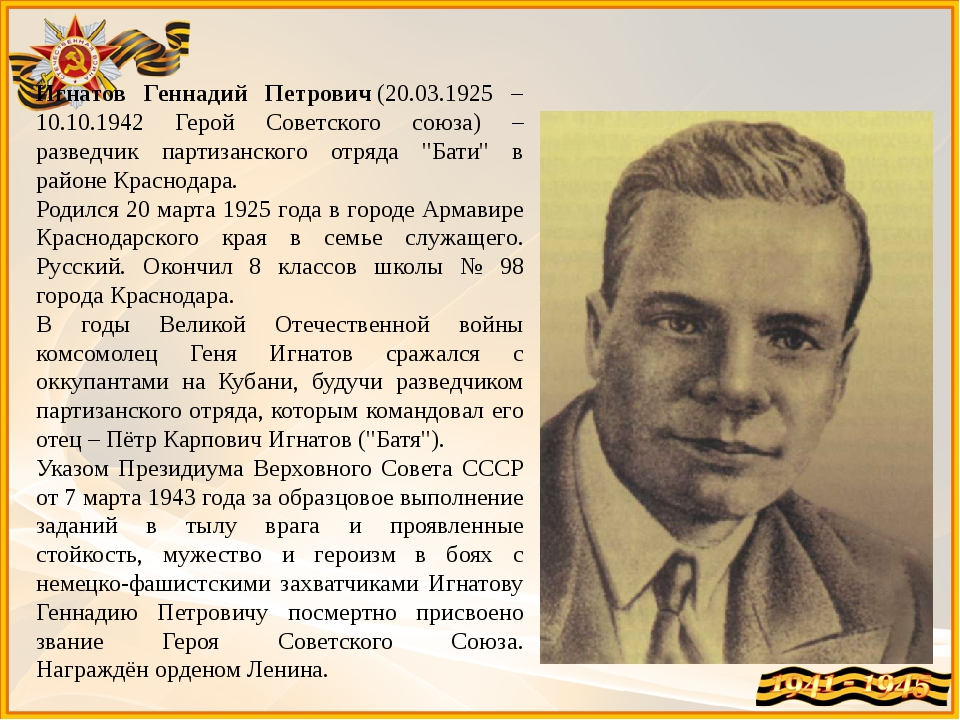 ОТЕЧЕСТВЕННАЯ ВОЙНА
Игнатов Геннадий Петрович (20.03.1925 –
10.10.1942 Герой Советского союза) –
разведчик партизанского отряда "Бати" в
районе Краснодара.
Родился 20 марта 1925 года в городе Армавире
Краснодарского края в семье служащего.
Русский. Окончил 8 классов школы № 98
города Краснодара.
В годы Великой Отечественной войны
комсомолец Геня Игнатов сражался с
оккупантами на Кубани, будучи разведчиком
партизанского отряда, которым командовал его
отец – Пётр Карпович Игнатов ("Батя").
Указом Президиума Верховного Совета СССР
от 7 марта 1943 года за образцовое выполнение
заданий в тылу врага и проявленные
стойкость, мужество и героизм в боях с
немецко-фашистскими захватчиками Игнатову
Геннадию Петровичу посмертно присвоено
звание Героя Советского Союза.
Награждён орденом Ленина.
1941 - 1945